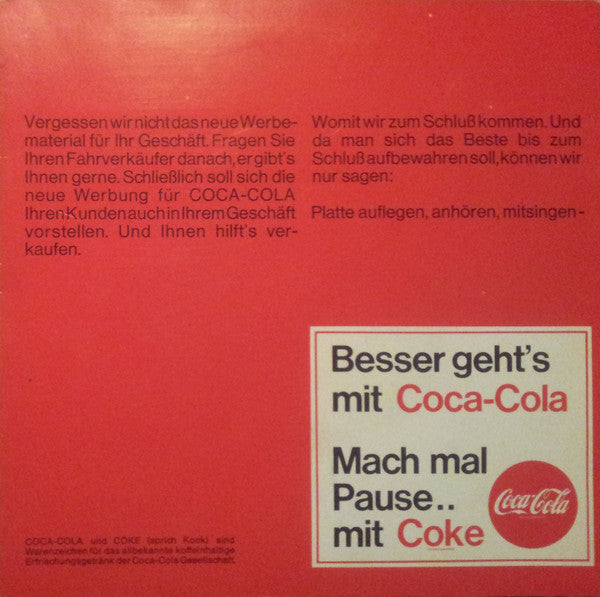 Vergessen wir nicht das neue Werbe-
material für Ihr Geschäft. Fragen Sie
Ihren Fahrverkäufer danach, er gibt's
Ihnen gerne. Schließlich soll sich die
neue Werbung für COCA-COLA
Ihren Kunden auch in Ihrem Geschäft
vorstellen. Und Ihnen hilft's ver-
kaufen.
Womit wir zum Schluß kommen. Und
da man sich das Beste bis zum
Schluß aufbewahren soll, können wir
nur sagen:
Platte auflegen, anhören, mitsingen-
Besser geht's
mit Coca-Cola
Mach mal
Pause..
mit Coke
Coca-Cola
COCA-COLA und COKE (sprich Kook) sind
Warenzeichen für das allbekannte koffeinhaltige
Erfrischungsgetränk der Coca-Cola Gesellschaft.